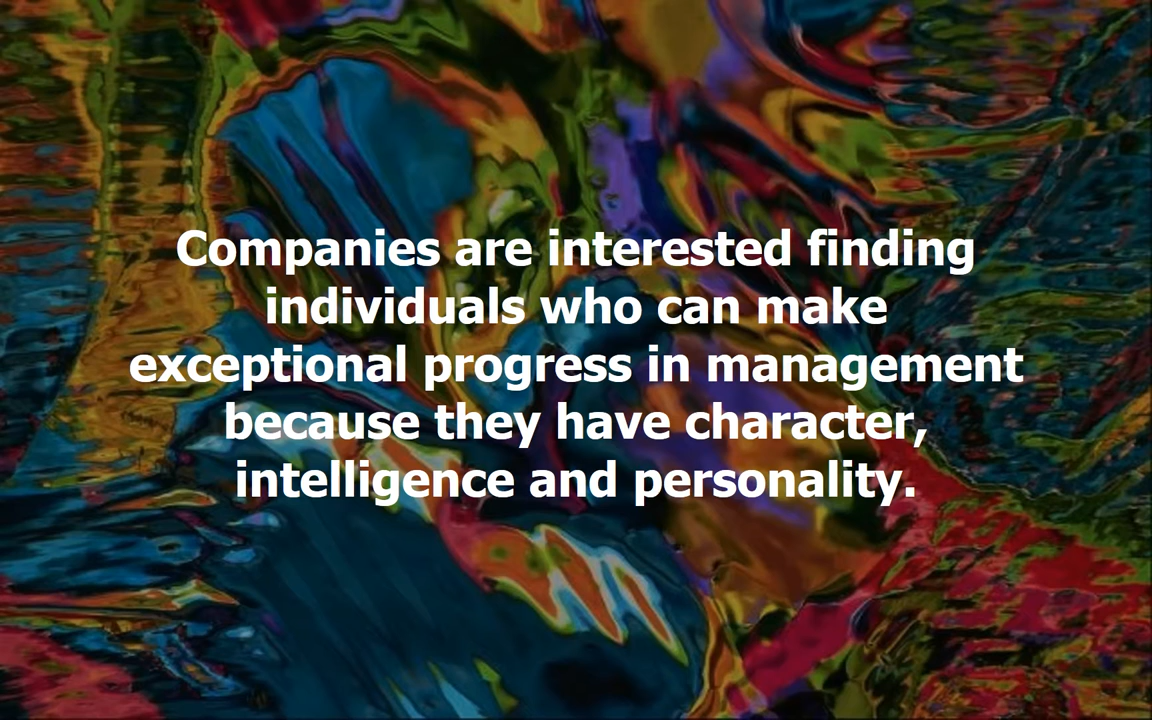 Companies are interested finding
individuals who can make
exceptional progress in management
because they have character,
intelligence and personality.